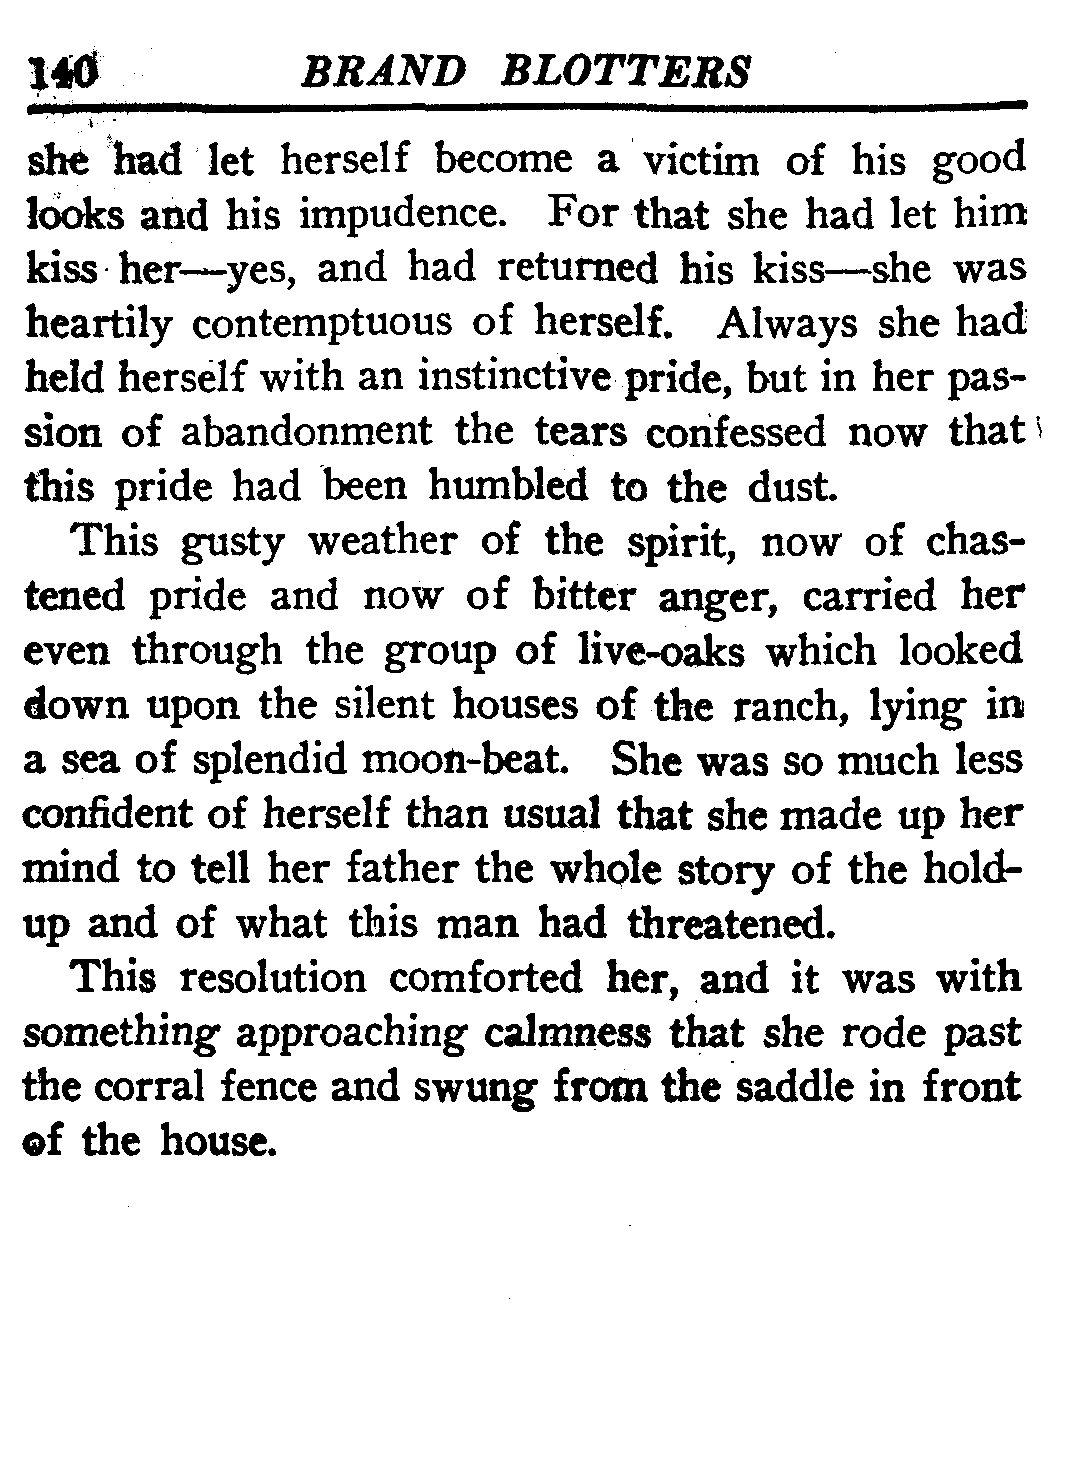 140 BRAND BLOTTERS
she had let herself become a victim of his good
looks and his impudence. For that she had let him
kiss her—yes, and had returned his kiss—she was
heartily contemptuous of herself. Always she had
held herself with an instinctive pride, but in her pas-
sion of abandonment the tears confessed now that
this pride had been humbled to the dust.
This gusty weather of the spirit, now of chas-
tened pride and now of bitter anger, carried her
even through the group of live-oaks which looked
down upon the silent houses of the ranch, lying in
a sea of splendid moon-beat. She was so much less
confident of herself than usual that she made up her
mind to tell her father the whole story of the hold-
up and of what this man had threatened.
This resolution comforted her, and it was with
something approaching calmness that she rode past
the corral fence and swung from the saddle in front
of the house.